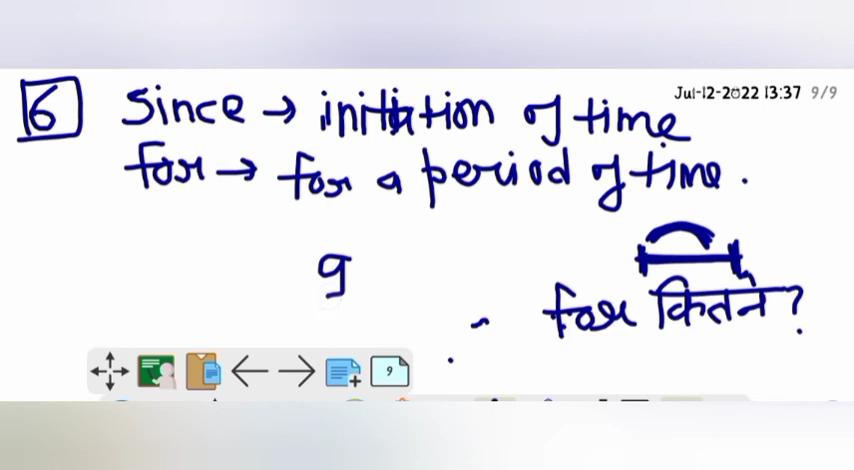 Jul-12-2022 13:37 9/9
6 Since → initiation of time
for → for a period of time.
9
for कितने?
9